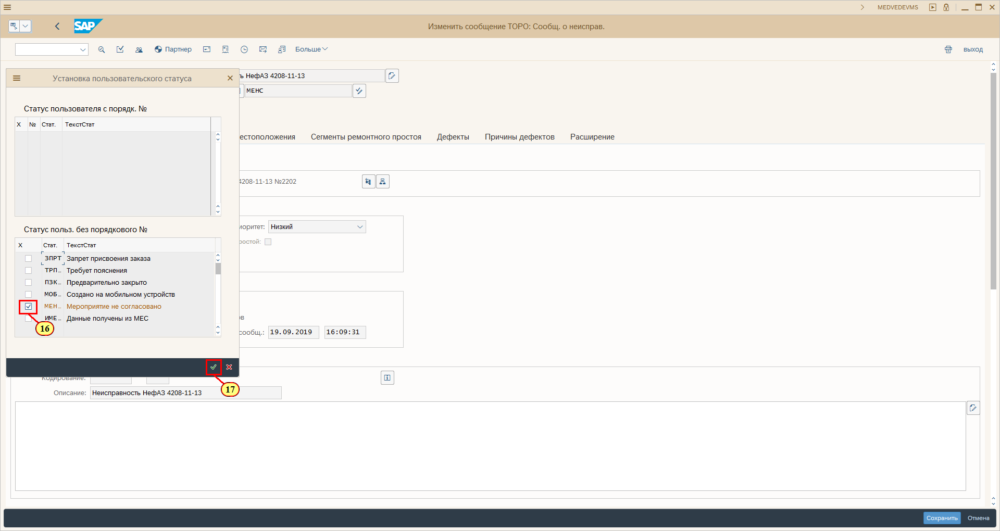 MEDVEDEVMS
SAP
Изменить сообщение ТОРО: Сообщ. о неисправ.
Партнер
Больше
выход
Установка пользовательского статуса
ть НефАЗ 4208-11-13
МЕНС
Статус пользователя с порядк. №
X № Стат. ТекстСтат
естоположения Сегменты ремонтного простоя Дефекты Причины дефектов Расширение
4208-11-13 №2202
Статус польз. без порядкового №
X Стат. ТекстСтат
иоритет: Низкий
ростой:
ЗПРТ Запрет присвоения заказа
ТРП… Требует пояснения
ПЗК… Предварительно закрыто
МОБ… Создано на мобильном устройств
МЕН… Мероприятие не согласовано
ИМЕ… Данные получены из МЕС
16
ов
сообщ.: 19.09.2019 16:09:31
17
Кодирование:
Описание: Неисправность НефАЗ 4208-11-13
Сохранить Отмена